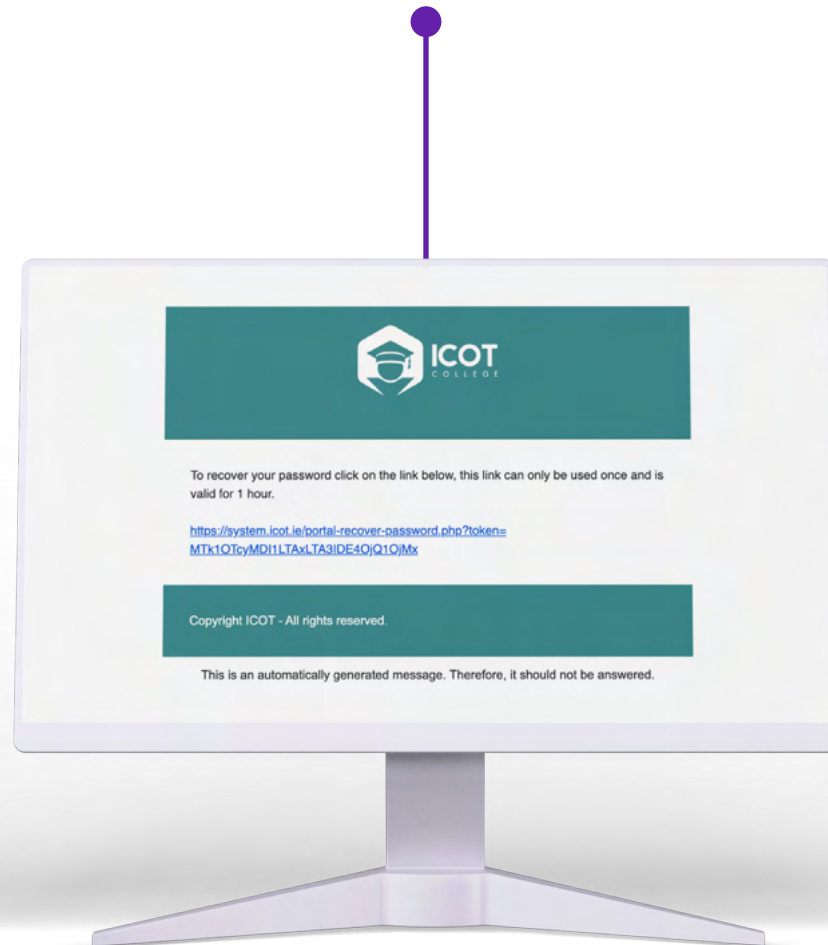 ICOT
COLLEGE
To recover your password click on the link below, this link can only be used once and is
valid for 1 hour.
https://system.icot.ie/portal-recover-password.php?token=
MTk1OTcyMDI1LTAxLTA3IDE4OjQ1OjMx
Copyright ICOT - All rights reserved.
This is an automatically generated message. Therefore, it should not be answered.